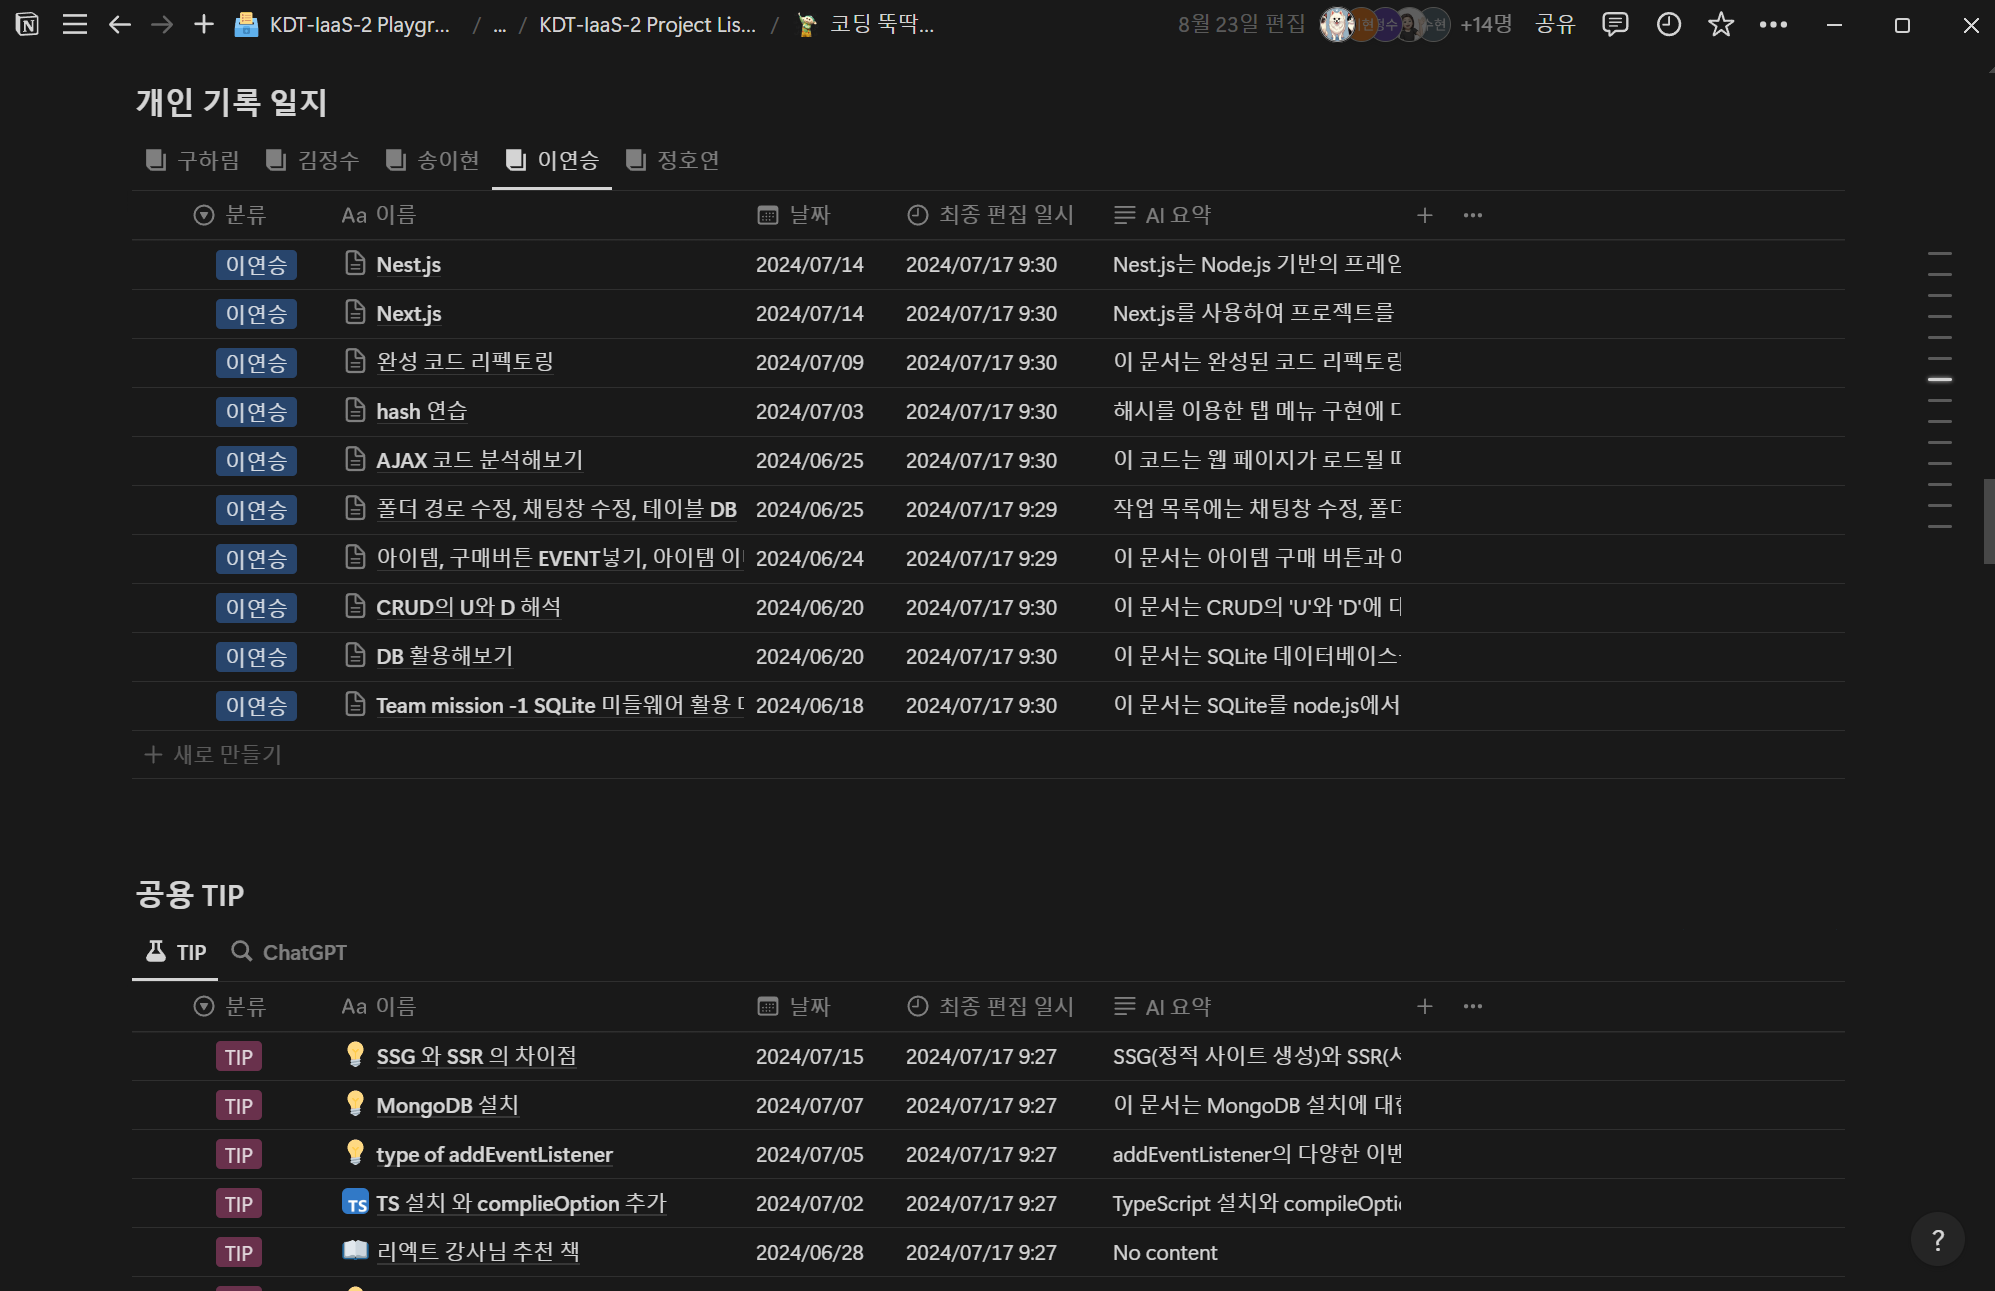 KDT-IaaS-2 Playgr... / ... / KDT-IaaS-2 Project Lis... / 코딩 뚝딱... 8월 23일 편집 +14명 공유
개인 기록 일지
구하림 김정수 송이현 이연승 정호연
분류 Aa 이름 날짜 최종 편집 일시 AI 요약
이연승 Nest.js 2024/07/14 2024/07/17 9:30 Nest.js는 Node.js 기반의
이연승 Next.js 2024/07/14 2024/07/17 9:30 Next.js를 사용하여 프로젝트를
이연승 완성 코드 리펙토링 2024/07/09 2024/07/17 9:30 이 문서는 완성된 코드 리펙토링
이연승 hash 연습 2024/07/03 2024/07/17 9:30 해시를 이용한 탭 메뉴 구현에
이연승 AJAX 코드 분석해보기 2024/06/25 2024/07/17 9:30 이 코드는 웹 페이지가 로드될
이연승 폴더 경로 수정, 채팅창 수정, 테이블 DB 2024/06/25 2024/07/17 9:29 작업 목록에는 채팅창 수정,
이연승 아이템, 구매버튼 EVENT넣기, 아이템 2024/06/24 2024/07/17 9:29 이 문서는 아이템 구매 버튼과
이연승 CRUD의 U와 D 해석 2024/06/20 2024/07/17 9:30 이 문서는 CRUD의 'U'와 'D'에
이연승 DB 활용해보기 2024/06/20 2024/07/17 9:30 이 문서는 SQLite 데이터베이스
이연승 Team mission -1 SQLite 미들웨어 활용 2024/06/18 2024/07/17 9:30 이 문서는 SQLite를 node.js에서
새로 만들기
공용 TIP
TIP ChatGPT
분류 Aa 이름 날짜 최종 편집 일시 AI 요약
TIP SSG 와 SSR 의 차이점 2024/07/15 2024/07/17 9:27 SSG(정적 사이트 생성)와
TIP MongoDB 설치 2024/07/07 2024/07/17 9:27 이 문서는 MongoDB 설치에
TIP type of addEventListener 2024/07/05 2024/07/17 9:27 addEventListener의 다양한
TIP TS TS 설치 와 complieOption 추가 2024/07/02 2024/07/17 9:27 TypeScript 설치와
TIP 리엑트 강사님 추천 책 2024/06/28 2024/07/17 9:27 No content
?